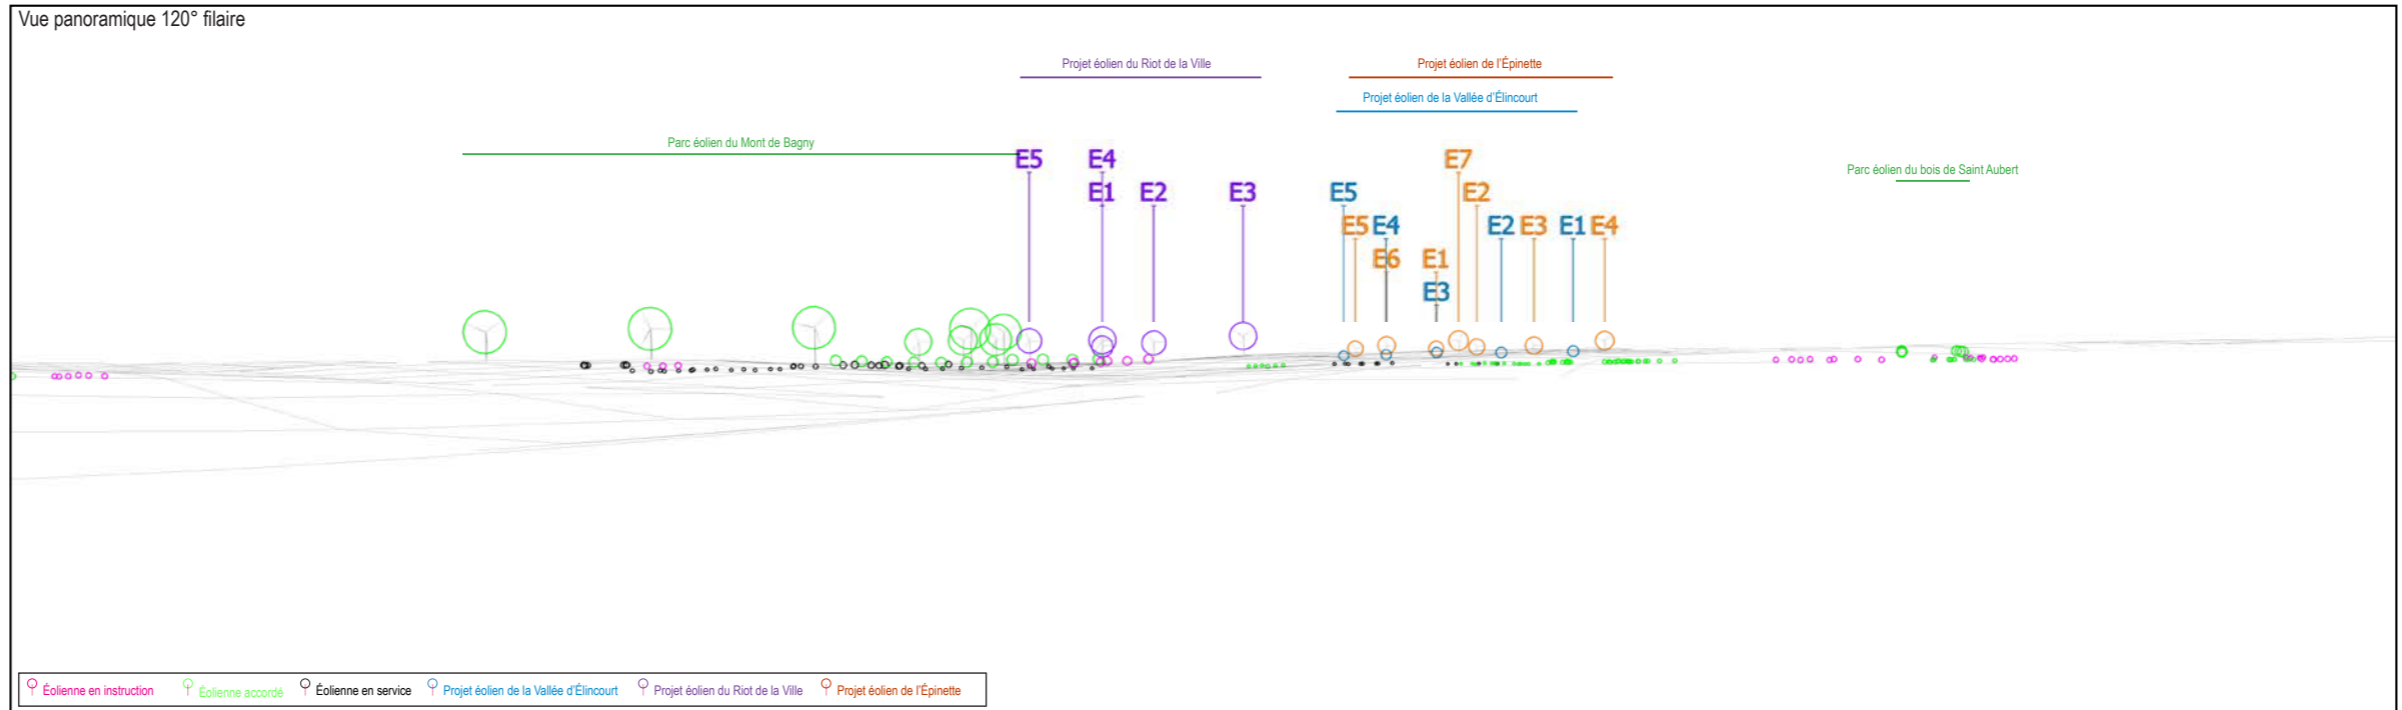 Vue panoramique 120° filaire
Projet éolien du Riot de la Ville
Projet éolien de l'Épinette
Projet éolien de la Vallée d'Élincourt
Parc éolien du Mont de Bagny
Parc éolien du bois de Saint Aubert
E5 E4 E7
E1 E2 E3 E5 E2
E5 E4 E2 E3 E1 E4
E6 E1
E3
Éolienne en instruction Éolienne accordé Éolienne en service Projet éolien de la Vallée d'Élincourt Projet éolien du Riot de la Ville Projet éolien de l'Épinette